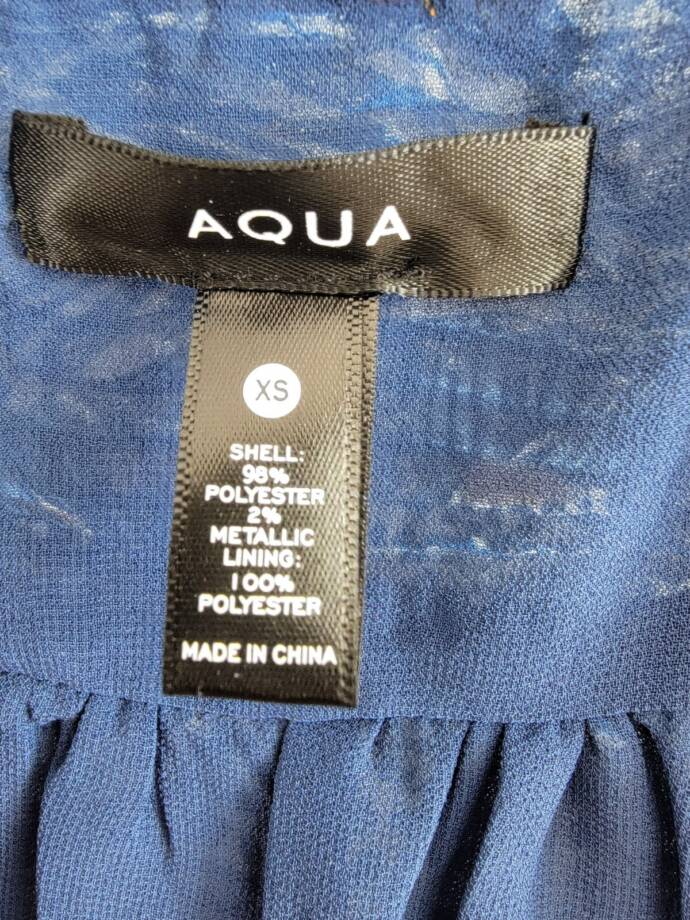 AQUA
XS
SHELL:
98%
POLYESTER
2%
METALLIC
LINING:
100%
POLYESTER
MADE IN CHINA